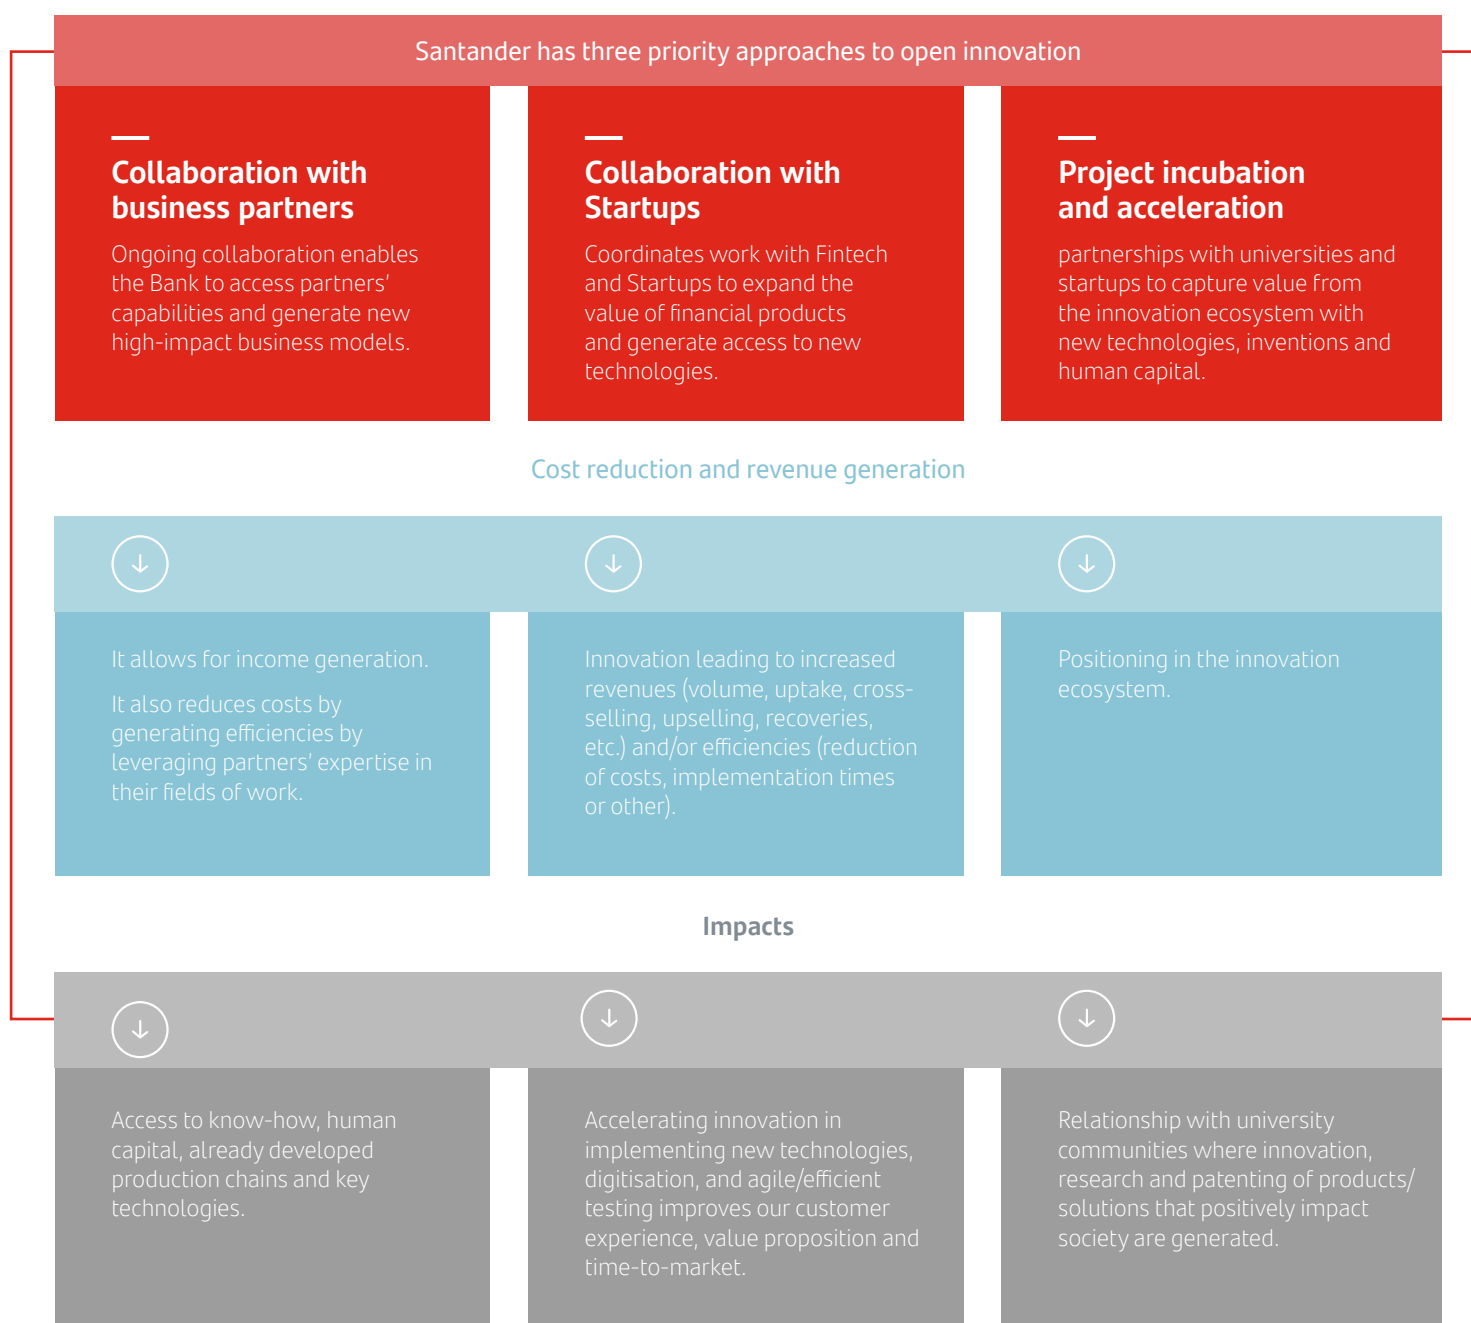 Santander has three priority approaches to open innovation
Collaboration with
business partners
Ongoing collaboration enables
the Bank to access partners’
capabilities and generate new
high-impact business models.
Collaboration with
Startups
Coordinates work with Fintech
and Startups to expand the
value of financial products
and generate access to new
technologies.
Project incubation
and acceleration
partnerships with universities and
startups to capture value from
the innovation ecosystem with
new technologies, inventions and
human capital.
Cost reduction and revenue generation
It allows for income generation.
It also reduces costs by
generating efficiencies by
leveraging partners’ expertise in
their fields of work.
Innovation leading to increased
revenues (volume, uptake, cross-
selling, upselling, recoveries,
etc.) and/or efficiencies (reduction
of costs, implementation times
or other).
Positioning in the innovation
ecosystem.
Impacts
Access to know-how, human
capital, already developed
production chains and key
technologies.
Accelerating innovation in
implementing new technologies,
digitisation, and agile/efficient
testing improves our customer
experience, value proposition and
time-to-market.
Relationship with university
communities where innovation,
research and patenting of products/
solutions that positively impact
society are generated.